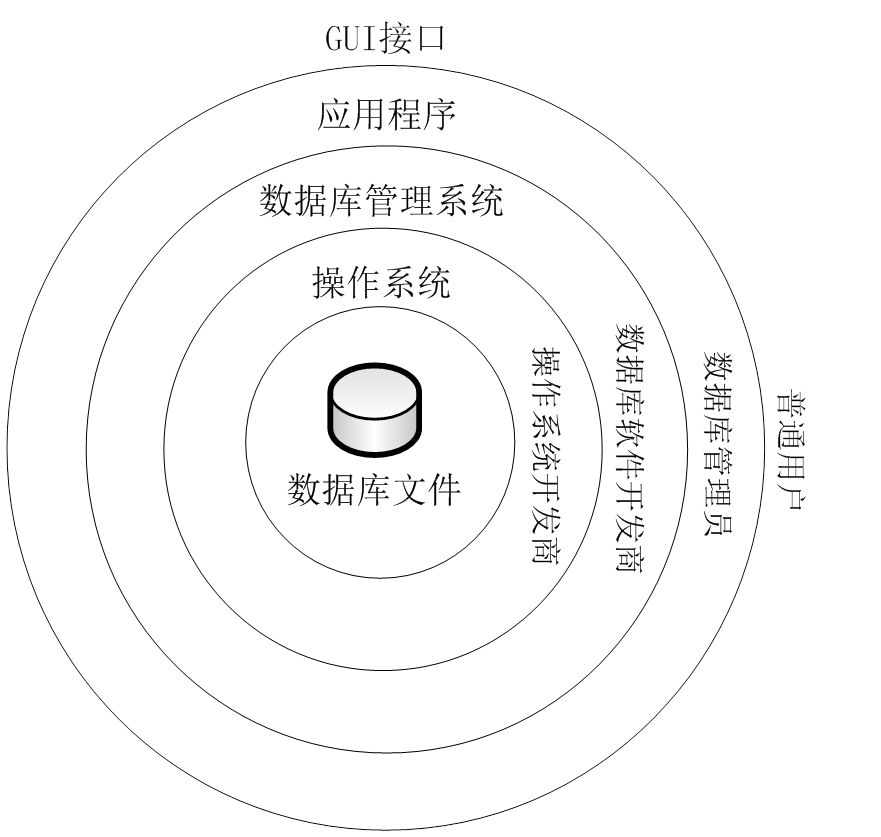 GUI接口
应用程序
数据库管理系统
操作系统
数据库文件
操作系统开发商
数据库软件开发商
数据库管理员
普通用户